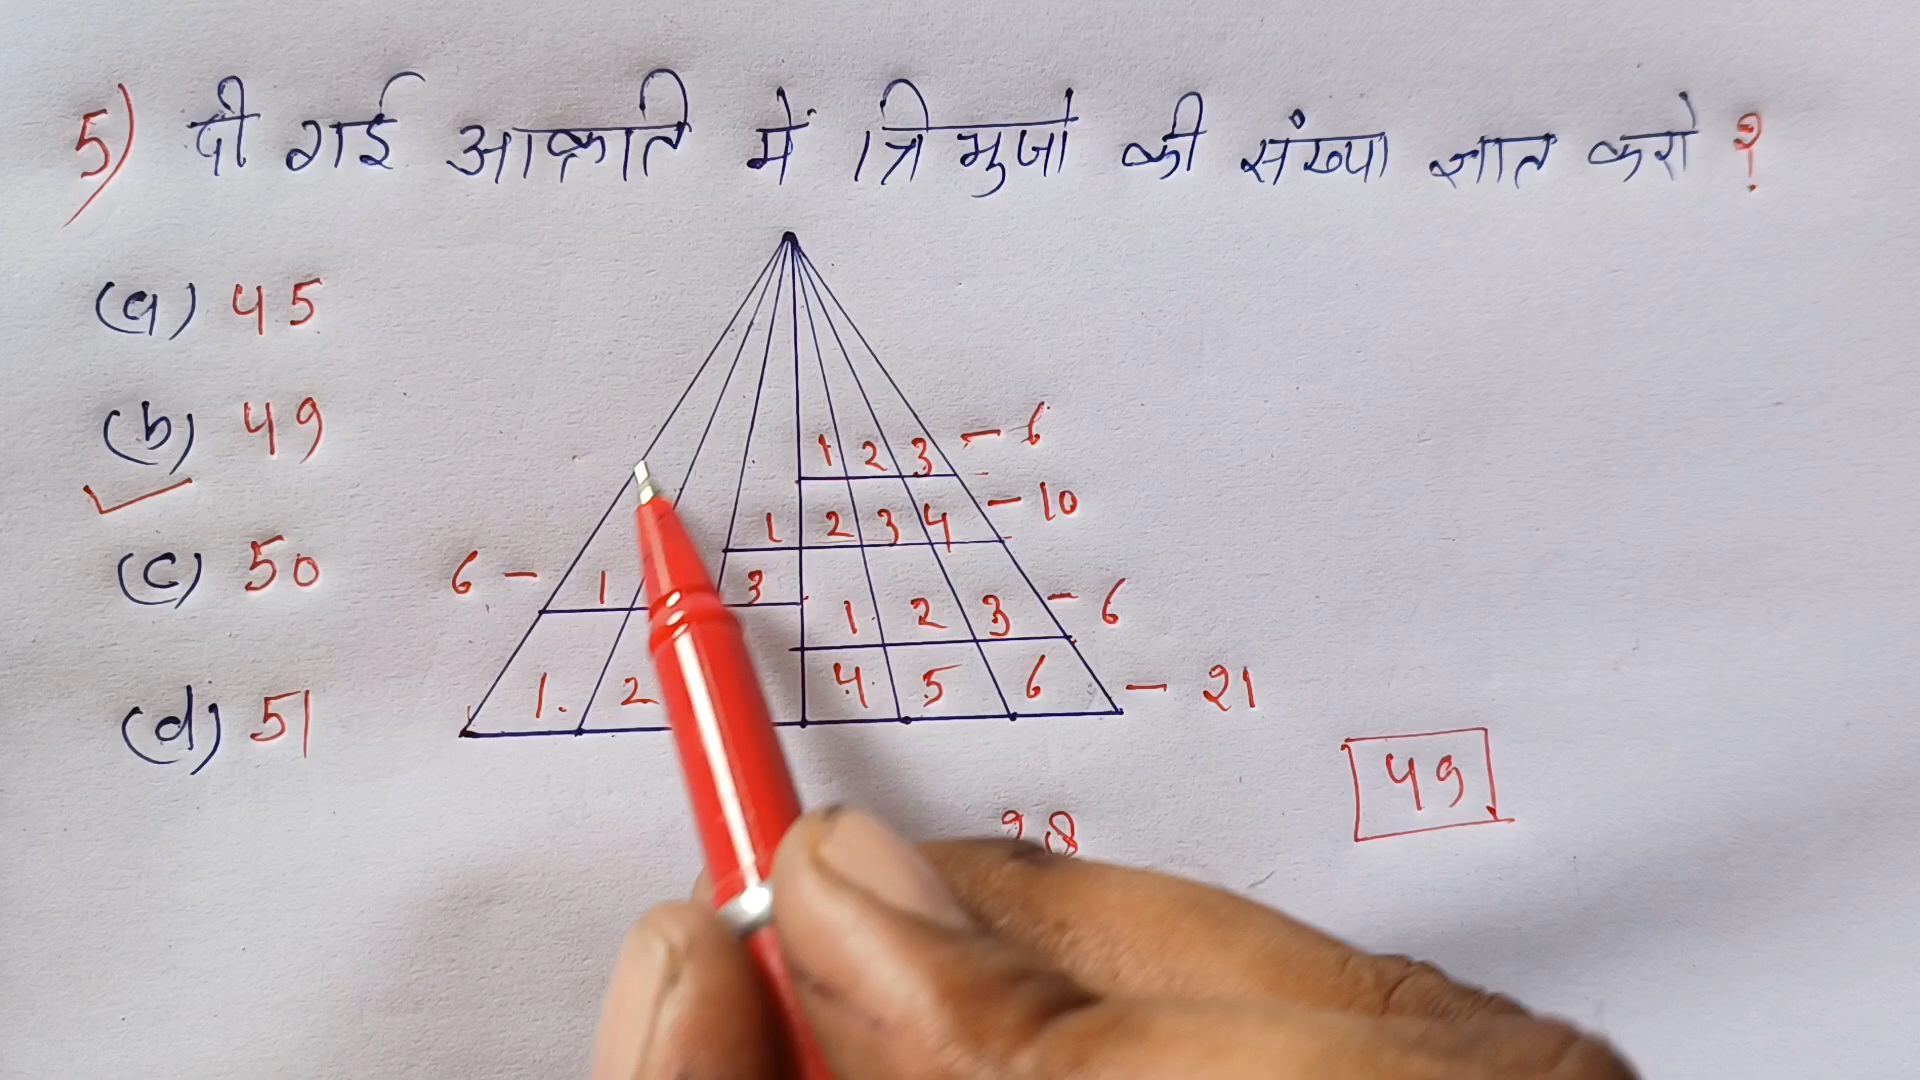 5) दी गई आकृति में त्रिभुजो की संख्या ज्ञात करो ?
(a) 45
(b) 49
(c) 50
(d) 51
1 2 3 - 6
1 2 3 4 - 10
6 - 1 3
1 2 3 - 6
1. 2 4 5 6 - 21
49
28